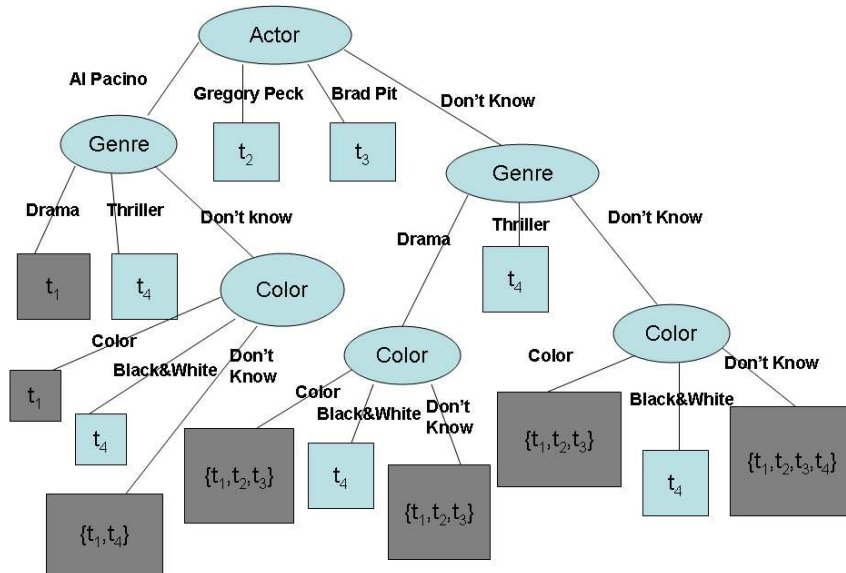 Actor
Al Pacino
Gregory Peck
Brad Pit
Don't Know
Genre
t2
t3
Genre
Drama
Thriller
Don't know
Drama
Thriller
Don't Know
t1
t4
Color
t4
Color
Color
Black&White
Don't
Know
Color
Color
Black&White
Don't
Know
Color
Black&White
Don't Know
t1
t4
{t1,t4}
{t1,t2,t3}
t4
{t1,t2,t3}
{t1,t2,t3}
t4
{t1,t2,t3,t4}